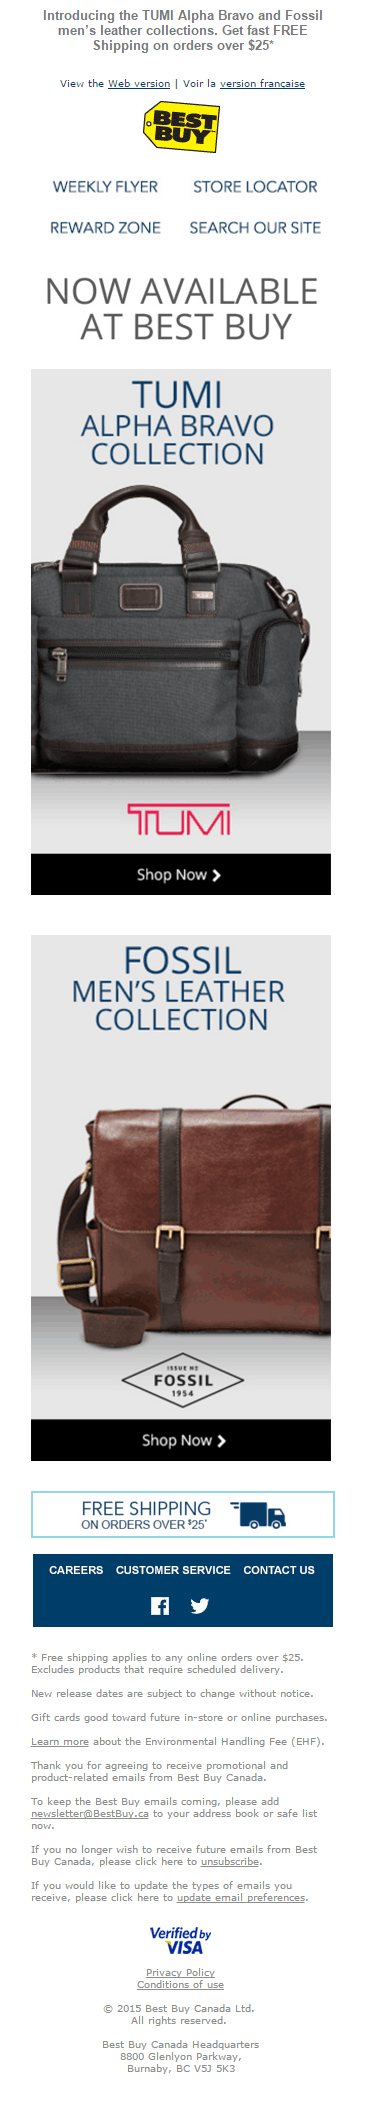 Introducing the TUMI Alpha Bravo and Fossil
men's leather collections. Get fast FREE
Shipping on orders over $25*
View the Web version | Voir la version française
BEST
BUY
WEEKLY FLYER STORE LOCATOR
REWARD ZONE SEARCH OUR SITE
NOW AVAILABLE
AT BEST BUY
TUMI
ALPHA BRAVO
COLLECTION
TUMI
TUMI
Shop Now
FOSSIL
MEN'S LEATHER
COLLECTION
ISSUE Nº
FOSSIL
1954
Shop Now
FREE SHIPPING
ON ORDERS OVER $25*
CAREERS CUSTOMER SERVICE CONTACT US
* Free shipping applies to any online orders over $25.
Excludes products that require scheduled delivery.
New release dates are subject to change without notice.
Gift cards good toward future in-store or online purchases.
Learn more about the Environmental Handling Fee (EHF).
Thank you for agreeing to receive promotional and
product-related emails from Best Buy Canada.
To keep the Best Buy emails coming, please add
newsletter@BestBuy.ca to your address book or safe list
now.
If you no longer wish to receive future emails from Best
Buy Canada, please click here to unsubscribe.
If you would like to update the types of emails you
receive, please click here to update email preferences.
Verified by
VISA
Privacy Policy
Conditions of use
© 2015 Best Buy Canada Ltd.
All rights reserved.
Best Buy Canada Headquarters
8800 Glenlyon Parkway,
Burnaby, BC V5J 5K3